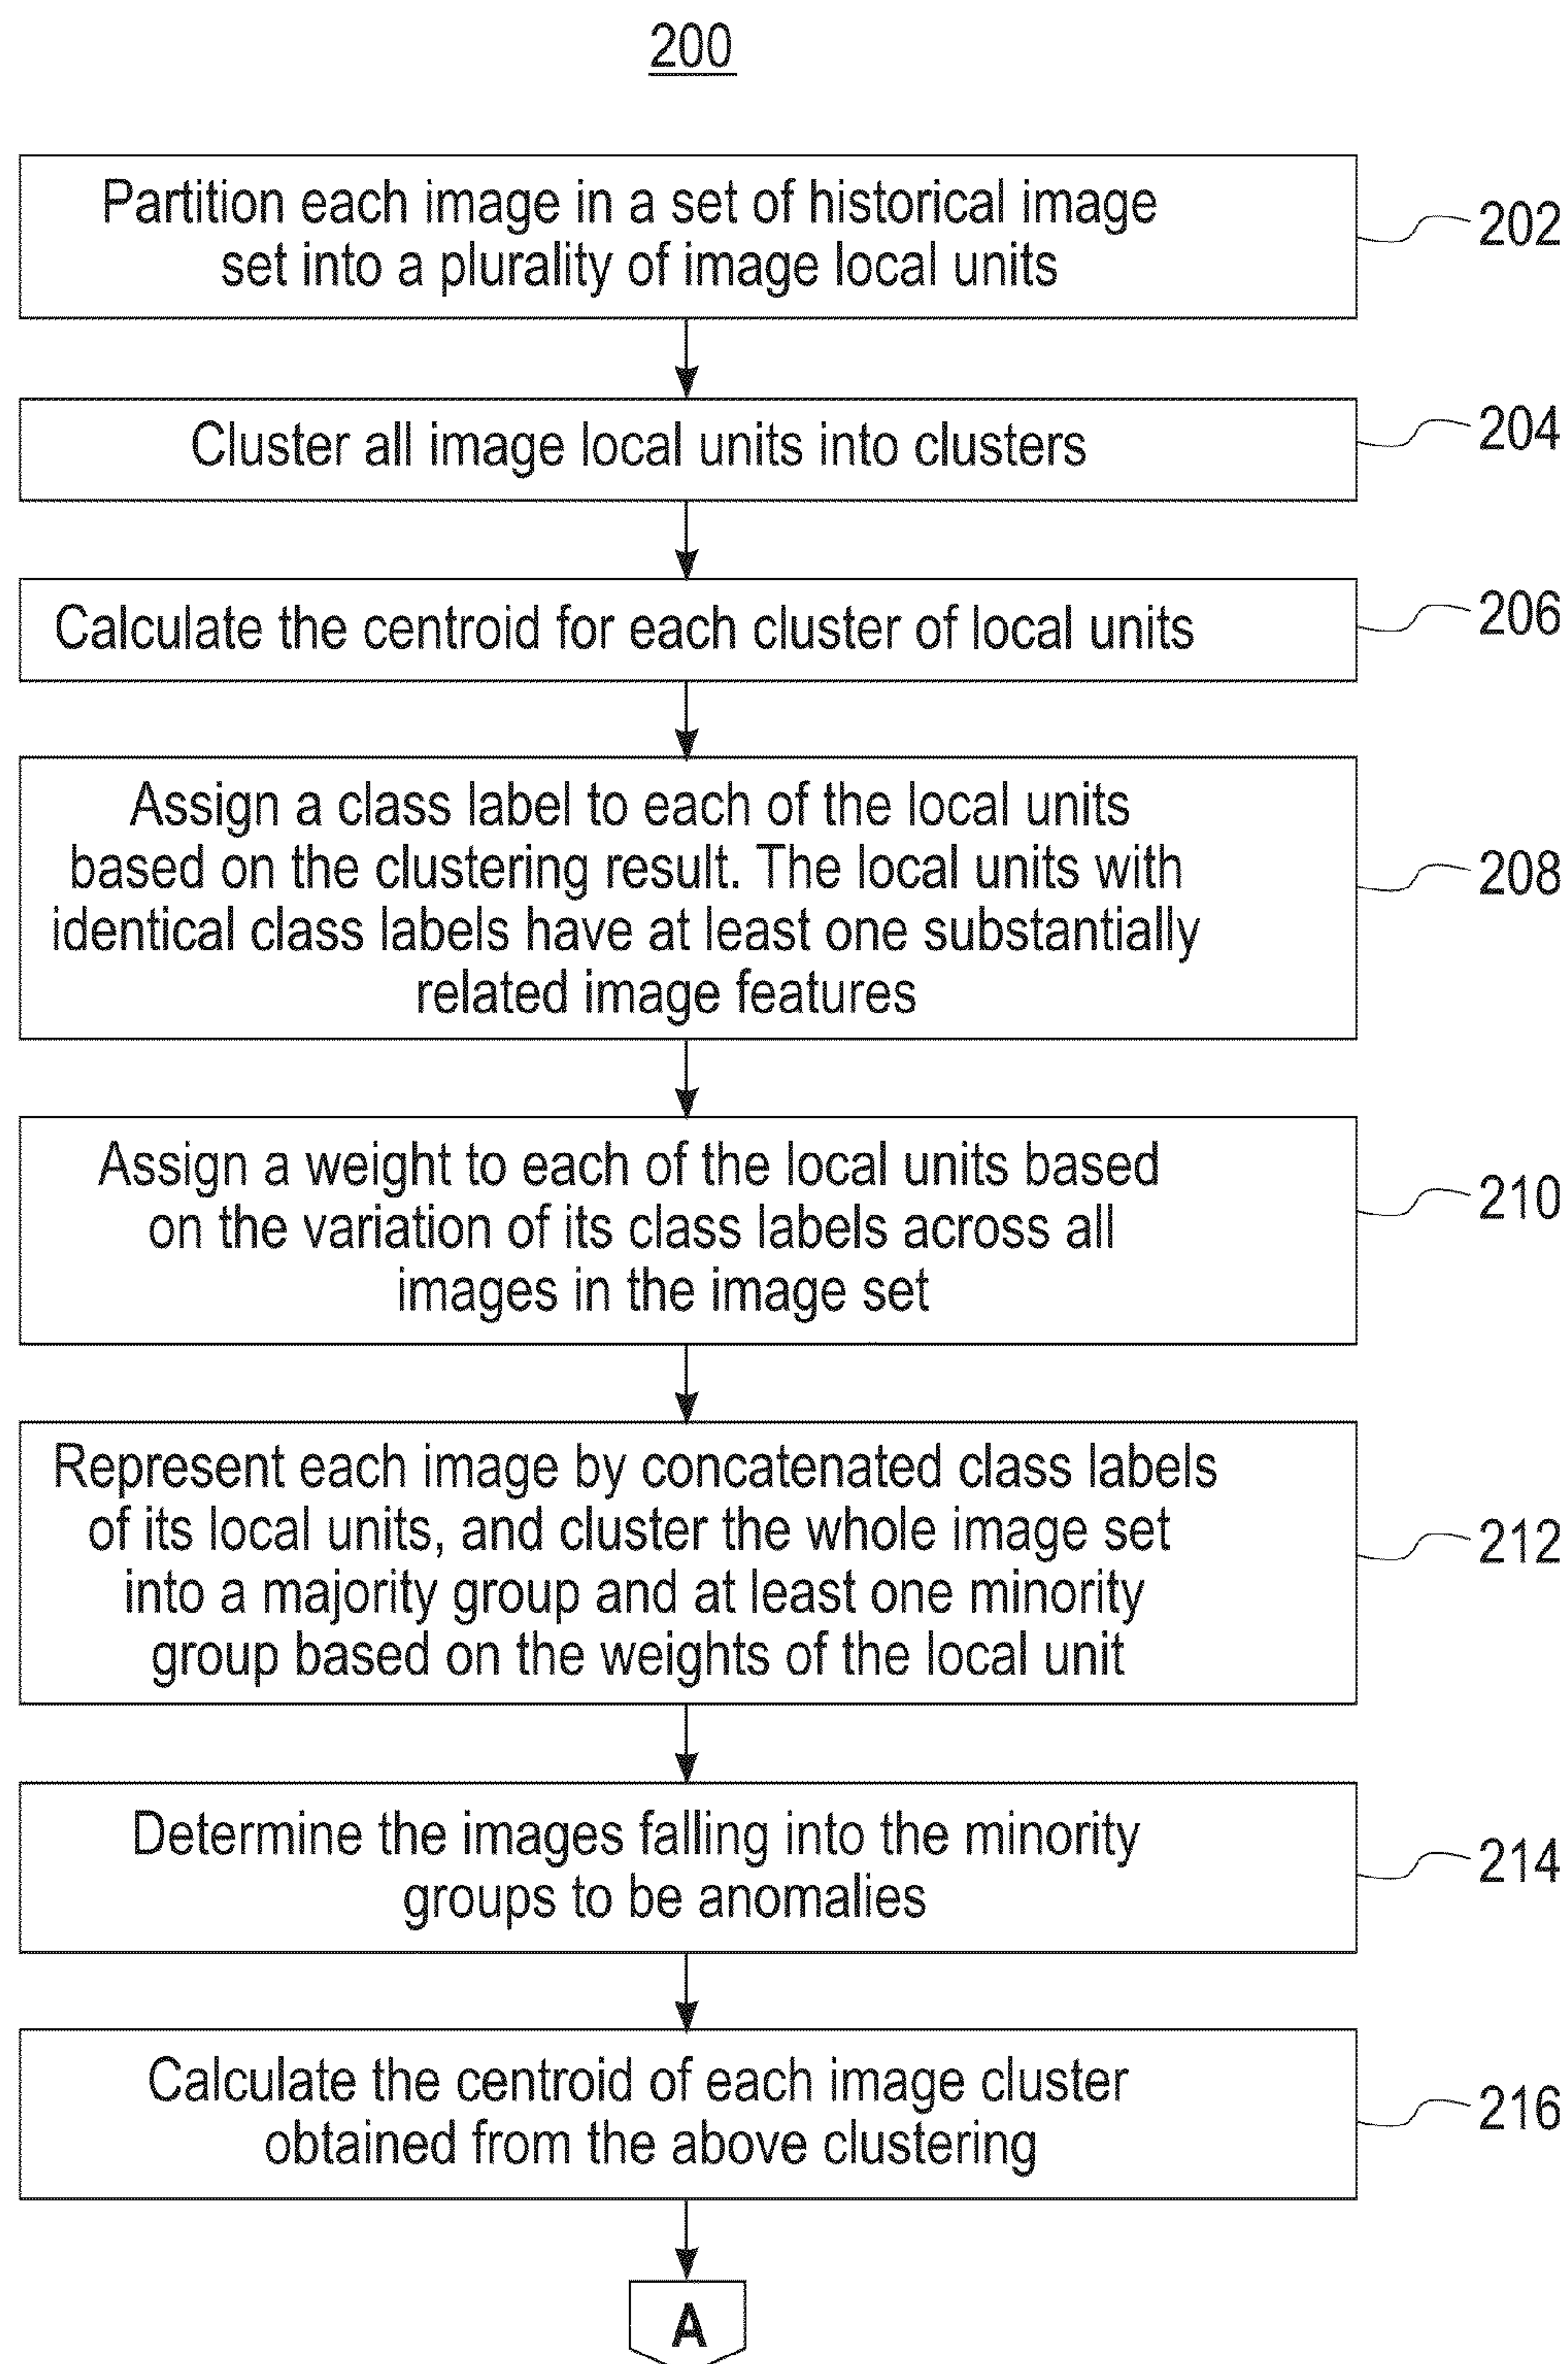 200
Partition each image in a set of historical image
set into a plurality of image local units
202
Cluster all image local units into clusters
204
Calculate the centroid for each cluster of local units
206
Assign a class label to each of the local units
based on the clustering result. The local units with
identical class labels have at least one substantially
related image features
208
Assign a weight to each of the local units based
on the variation of its class labels across all
images in the image set
210
Represent each image by concatenated class labels
of its local units, and cluster the whole image set
into a majority group and at least one minority
group based on the weights of the local unit
212
Determine the images falling into the minority
groups to be anomalies
214
Calculate the centroid of each image cluster
obtained from the above clustering
216
A